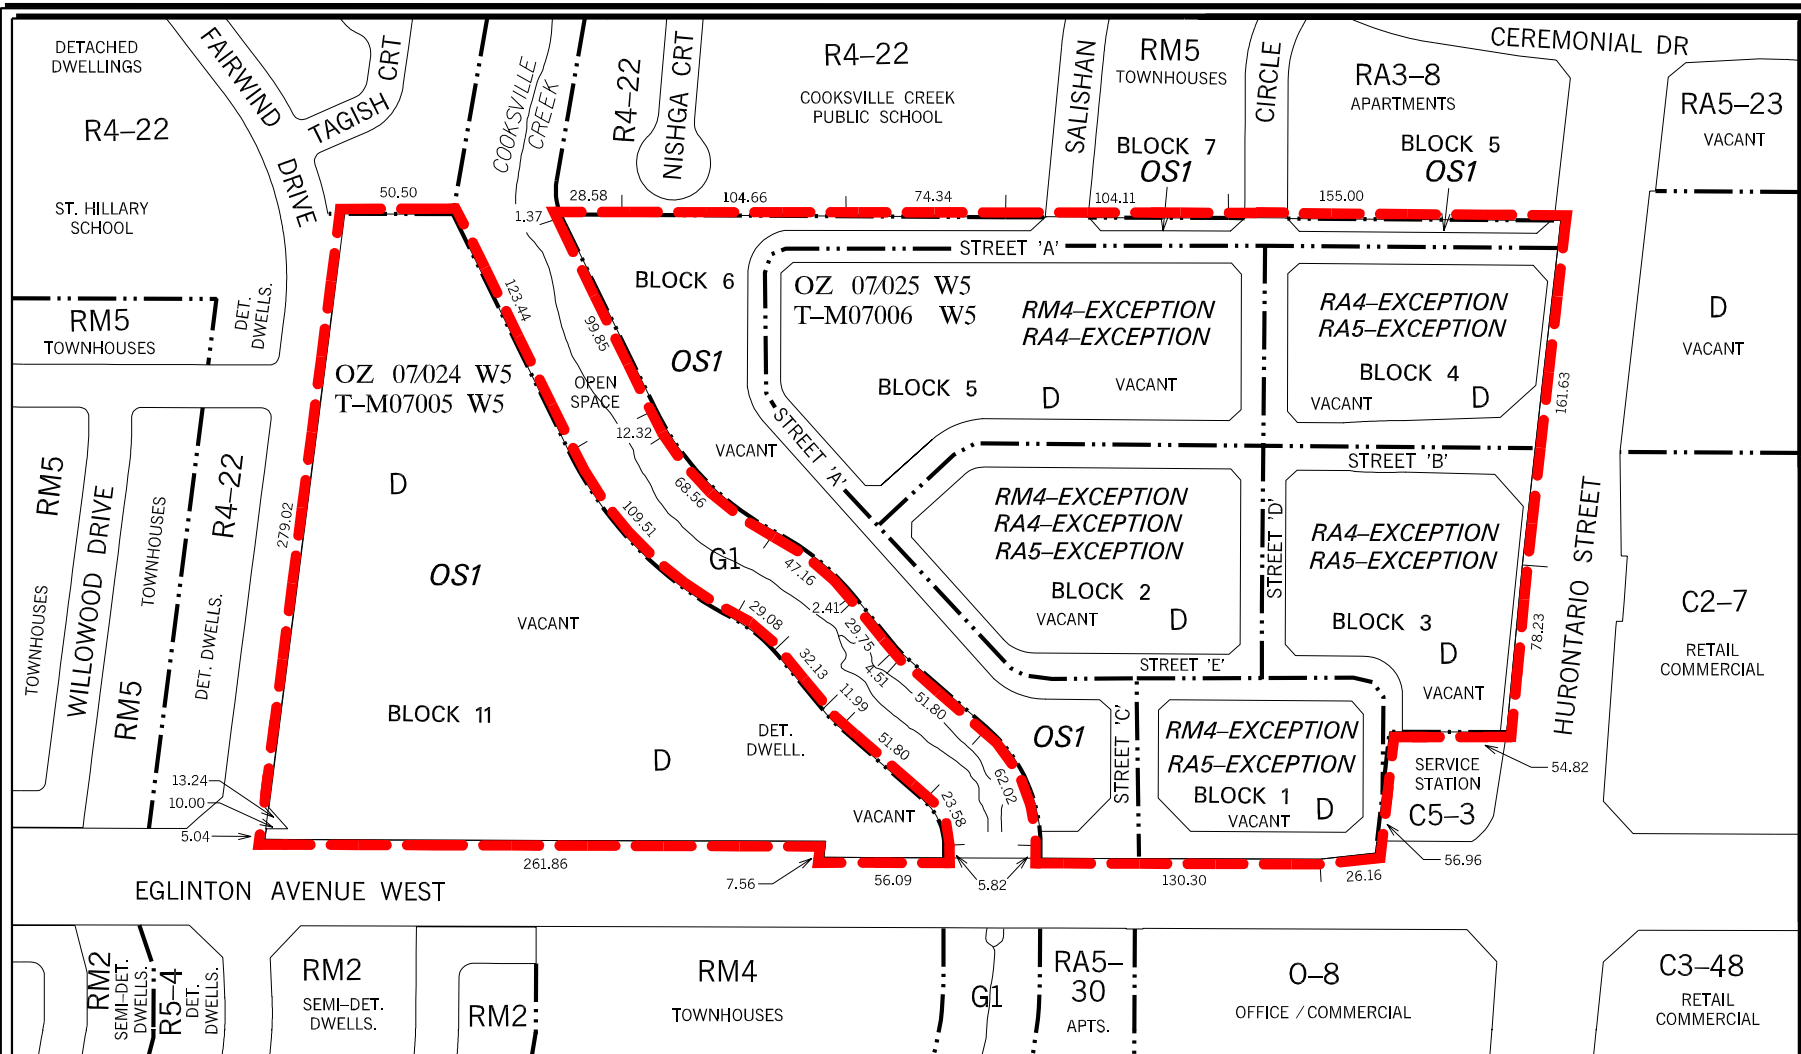 DETACHED
DWELLINGS
R4–22
ST. HILLARY
SCHOOL
FAIRWIND
DRIVE
TAGISH CRT
COOKSVILLE
CREEK
R4–22
NISHGA CRT
R4–22
COOKSVILLE CREEK
PUBLIC SCHOOL
SALISHAN
RM5
TOWNHOUSES
BLOCK 7
OS1
CIRCLE
RA3–8
APARTMENTS
BLOCK 5
OS1
CEREMONIAL DR
RA5–23
VACANT
50.50
1.37
28.58
104.66
74.34
104.11
155.00
STREET 'A'
BLOCK 6
OS1
OZ 07/025 W5
T–M07006 W5
RM4–EXCEPTION
RA4–EXCEPTION
BLOCK 5
VACANT
D
RA4–EXCEPTION
RA5–EXCEPTION
BLOCK 4
VACANT
D
161.63
D
VACANT
RM5
TOWNHOUSES
DET.
DWELLS.
OZ 07/024 W5
T–M07005 W5
123.44
99.85
OPEN
SPACE
12.32
VACANT
STREET 'A'
STREET 'B'
RM5
TOWNHOUSES
WILLOWOOD DRIVE
RM5
TOWNHOUSES
R4–22
DET. DWELLS.
279.02
D
OS1
VACANT
BLOCK 11
D
109.51
68.56
G1
47.16
2.41
29.75
4.51
29.08
32.13
11.99
51.80
51.80
62.02
23.58
DET.
DWELL.
VACANT
RM4–EXCEPTION
RA4–EXCEPTION
RA5–EXCEPTION
BLOCK 2
VACANT
D
STREET 'D'
RA4–EXCEPTION
RA5–EXCEPTION
BLOCK 3
D
VACANT
78.23
HURONTARIO STREET
C2–7
RETAIL
COMMERCIAL
STREET 'E'
OS1
STREET 'C'
RM4–EXCEPTION
RA5–EXCEPTION
BLOCK 1
VACANT
D
SERVICE
STATION
C5–3
54.82
56.96
13.24
10.00
5.04
261.86
7.56
56.09
5.82
130.30
26.16
EGLINTON AVENUE WEST
RM2
SEMI–DET.
DWELLS.
R5–4
DET.
DWELLS.
RM2
SEMI–DET.
DWELLS.
RM2
RM4
TOWNHOUSES
G1
RA5–
30
APTS.
O–8
OFFICE / COMMERCIAL
C3–48
RETAIL
COMMERCIAL